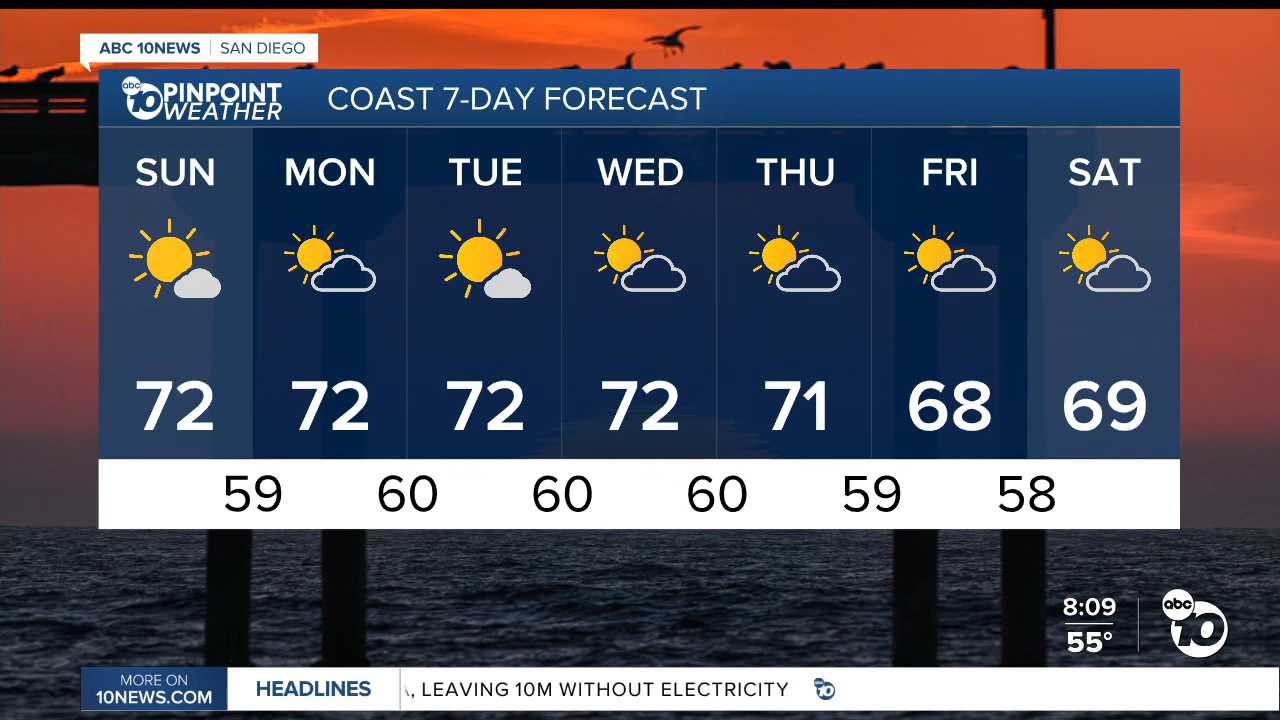 ABC 10NEWS | SAN DIEGO
abc 10 PINPOINT WEATHER
COAST 7-DAY FORECAST
SUN MON TUE WED THU FRI SAT
72 72 72 72 71 68 69
59 60 60 60 59 58
8:09
55°
abc 10
MORE ON
10NEWS.COM
HEADLINES
, LEAVING 10M WITHOUT ELECTRICITY
abc 10